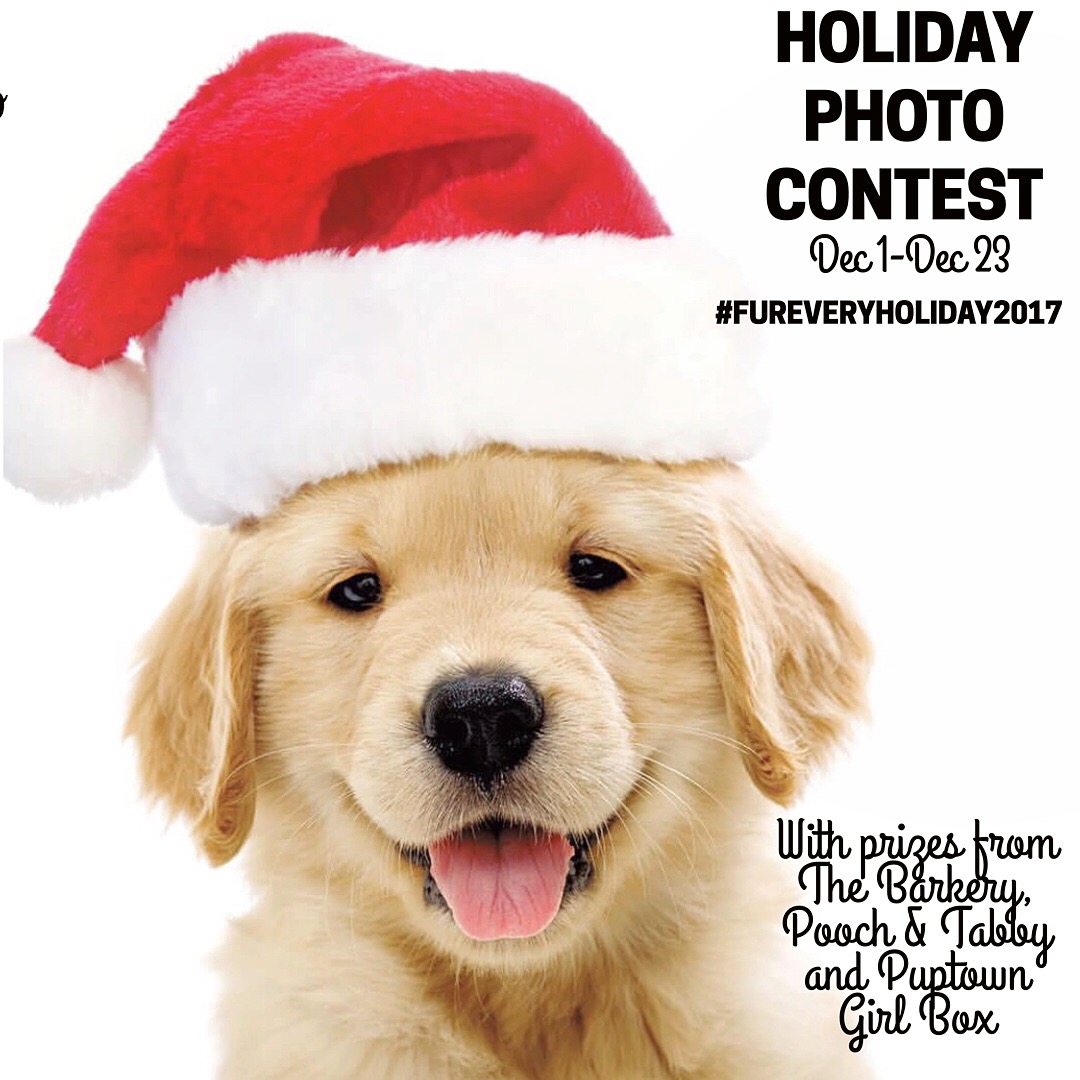 HOLIDAY
PHOTO
CONTEST
Dec 1-Dec 23
#FUREVERYHOLIDAY2017
With prizes from
The Barkery,
Pooch & Tabby
and Puptown
Girl Box